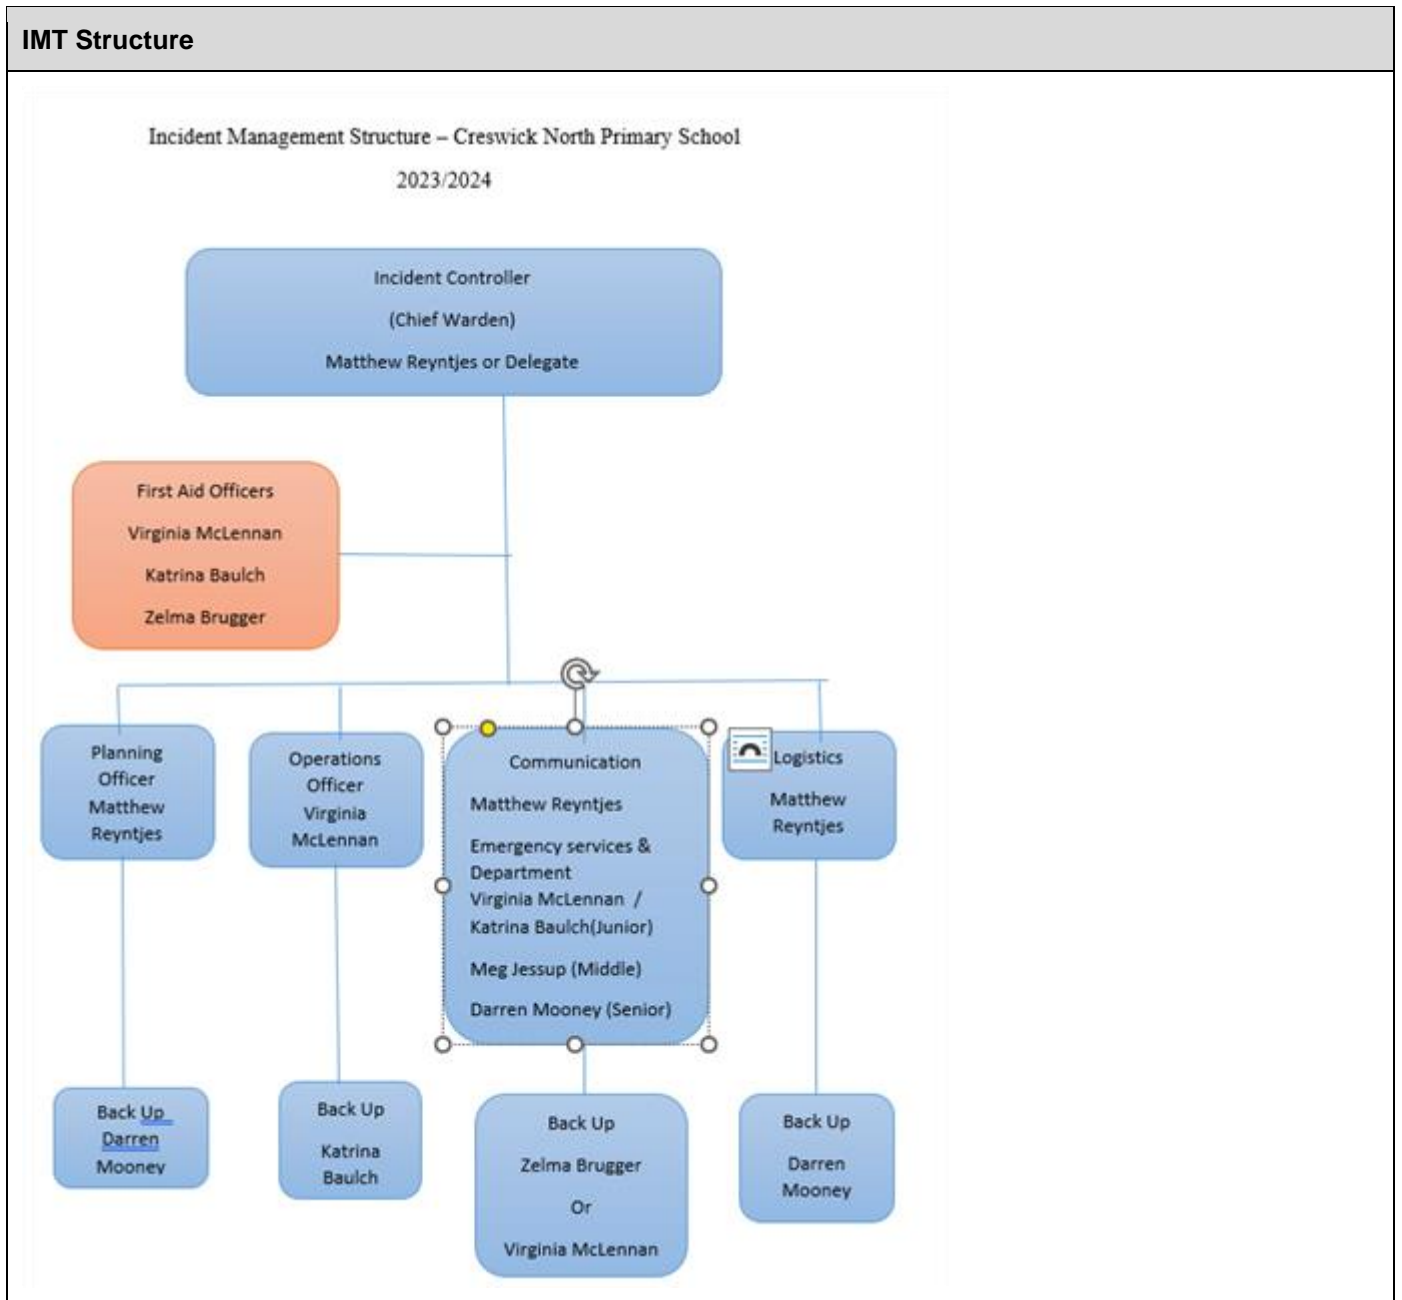 IMT Structure
Incident Management Structure – Creswick North Primary School
2023/2024
Incident Controller
(Chief Warden)
Matthew Reyntjes or Delegate
First Aid Officers
Virginia McLennan
Katrina Baulch
Zelma Brugger
Planning
Officer
Matthew
Reyntjes
Operations
Officer
Virginia
McLennan
Communication
Matthew Reyntjes
Emergency services &
Department
Virginia McLennan /
Katrina Baulch(Junior)
Meg Jessup (Middle)
Darren Mooney (Senior)
Logistics
Matthew
Reyntjes
Back Up
Darren
Mooney
Back Up
Katrina
Baulch
Back Up
Zelma Brugger
Or
Virginia McLennan
Back Up
Darren
Mooney